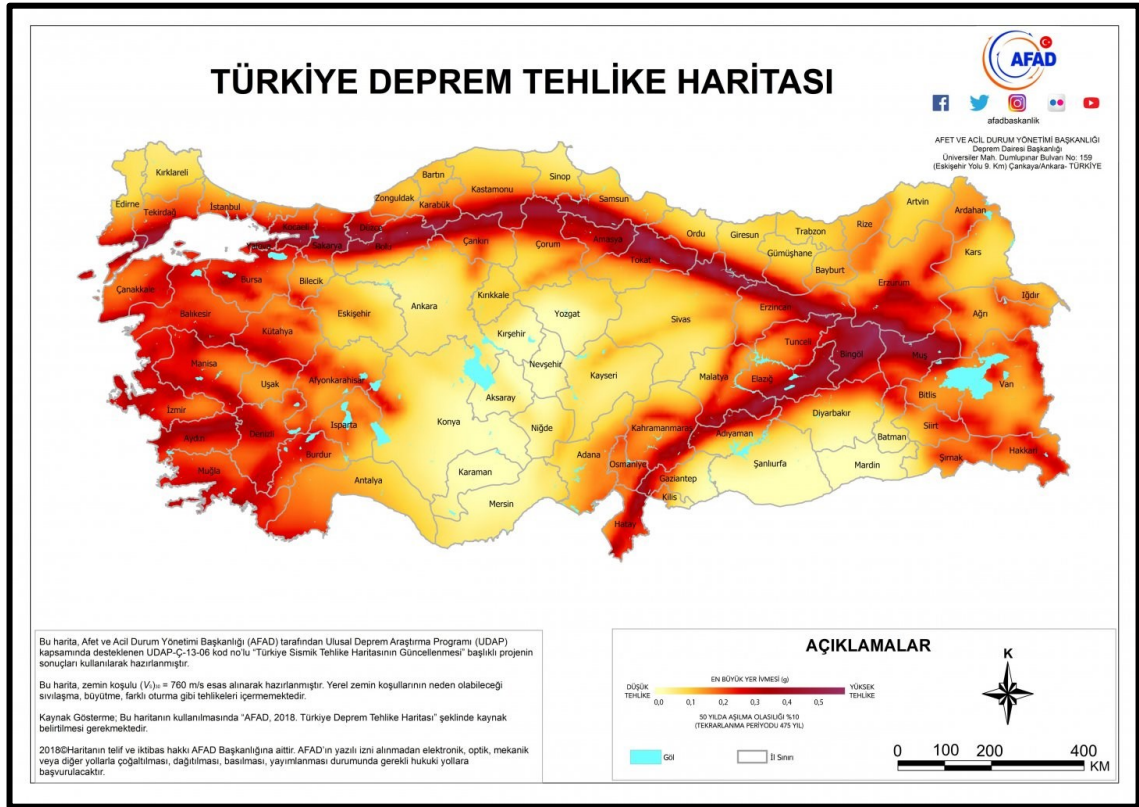 TÜRKİYE DEPREM TEHLİKE HARİTASI
AFAD
afadbaskanlik
AFET VE ACİL DURUM YÖNETİMİ BAŞKANLIĞI
Deprem Dairesi Başkanlığı
Üniversiler Mah. Dumlupınar Bulvarı No: 159
(Eskişehir Yolu 9. Km) Çankaya/Ankara- TÜRKİYE
Kırklareli
Edirne
Tekirdağ
İstanbul
Kocaeli
Yalova
Sakarya
Düzce
Bolu
Zonguldak
Bartın
Karabük
Kastamonu
Sinop
Samsun
Çankırı
Çorum
Amasya
Tokat
Ordu
Giresun
Trabzon
Gümüşhane
Bayburt
Rize
Artvin
Ardahan
Kars
Iğdır
Ağrı
Erzurum
Erzincan
Tunceli
Bingöl
Muş
Van
Bitlis
Siirt
Hakkari
Şırnak
Batman
Mardin
Diyarbakır
Elazığ
Malatya
Adıyaman
Şanlıurfa
Gaziantep
Kilis
Hatay
Osmaniye
Kahramanmaraş
Adana
Mersin
Karaman
Niğde
Kayseri
Sivas
Yozgat
Nevşehir
Kırşehir
Kırıkkale
Aksaray
Konya
Ankara
Eskişehir
Bilecik
Bursa
Çanakkale
Balıkesir
Kütahya
Manisa
Uşak
Afyonkarahisar
İzmir
Aydın
Denizli
Isparta
Burdur
Muğla
Antalya
Bu harita, Afet ve Acil Durum Yönetimi Başkanlığı (AFAD) tarafından Ulusal Deprem Araştırma Programı (UDAP)
kapsamında desteklenen UDAP-Ç-13-06 kod no'lu "Türkiye Sismik Tehlike Haritasının Güncellenmesi" başlıklı projenin
sonuçları kullanılarak hazırlanmıştır.
Bu harita, zemin koşulu (Vs)30 = 760 m/s esas alınarak hazırlanmıştır. Yerel zemin koşullarının neden olabileceği
sıvılaşma, büyütme, farklı oturma gibi tehlikeleri içermemektedir.
Kaynak Gösterme; Bu haritanın kullanılmasında "AFAD, 2018. Türkiye Deprem Tehlike Haritası" şeklinde kaynak
belirtilmesi gerekmektedir.
2018©Haritanın telif ve iktibas hakkı AFAD Başkanlığına aittir. AFAD'ın yazılı izni alınmadan elektronik, optik, mekanik
veya diğer yollarla çoğaltılması, dağıtılması, basılması, yayımlanması durumunda gerekli hukuki yollara
başvurulacaktır.
AÇIKLAMALAR
EN BÜYÜK YER İVMESİ (g)
DÜŞÜK TEHLİKE
YÜKSEK TEHLİKE
0,0 0,1 0,2 0,3 0,4 0,5
50 YILDA AŞILMA OLASILIĞI %10
(TEKRARLANMA PERİYODU 475 YIL)
Göl
İl Sınırı
K
0 100 200 400
KM